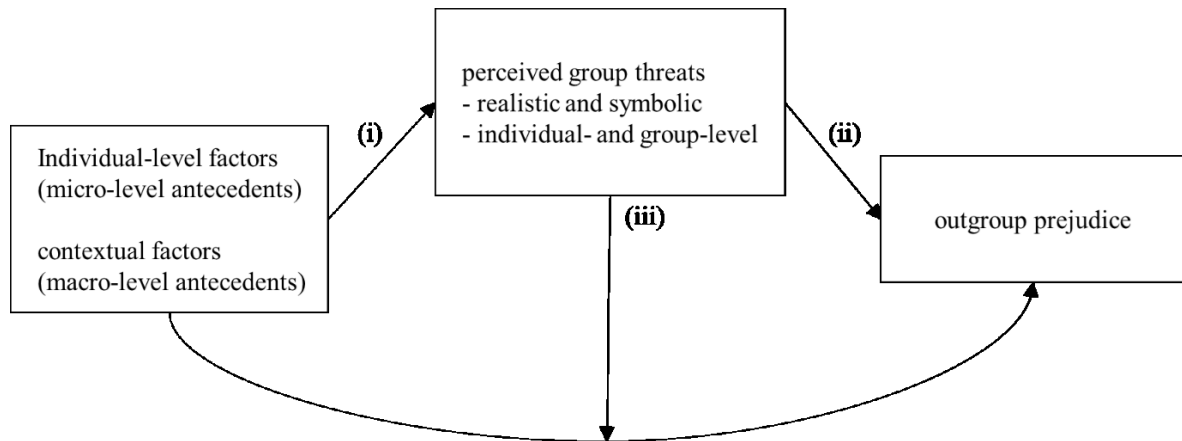 perceived group threats
- realistic and symbolic
- individual- and group-level
(i)
(ii)
Individual-level factors
(micro-level antecedents)
contextual factors
(macro-level antecedents)
(iii)
outgroup prejudice